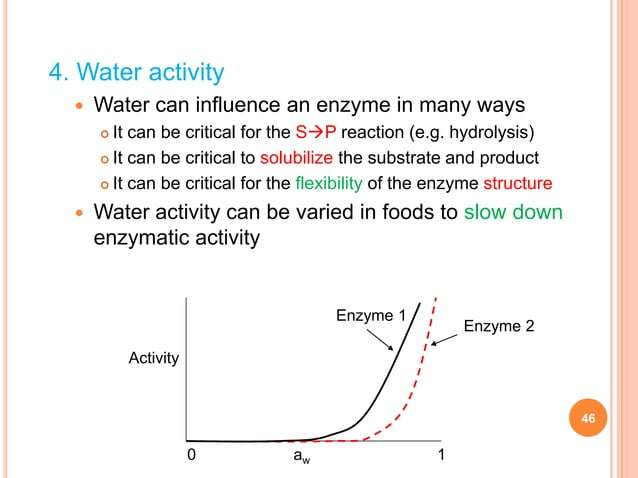 4. Water activity
• Water can influence an enzyme in many ways
It can be critical for the S→P reaction (e.g. hydrolysis)
It can be critical to solubilize the substrate and product
It can be critical for the flexibility of the enzyme structure
• Water activity can be varied in foods to slow down
enzymatic activity
Enzyme 1
Enzyme 2
Activity
46
0 aw 1